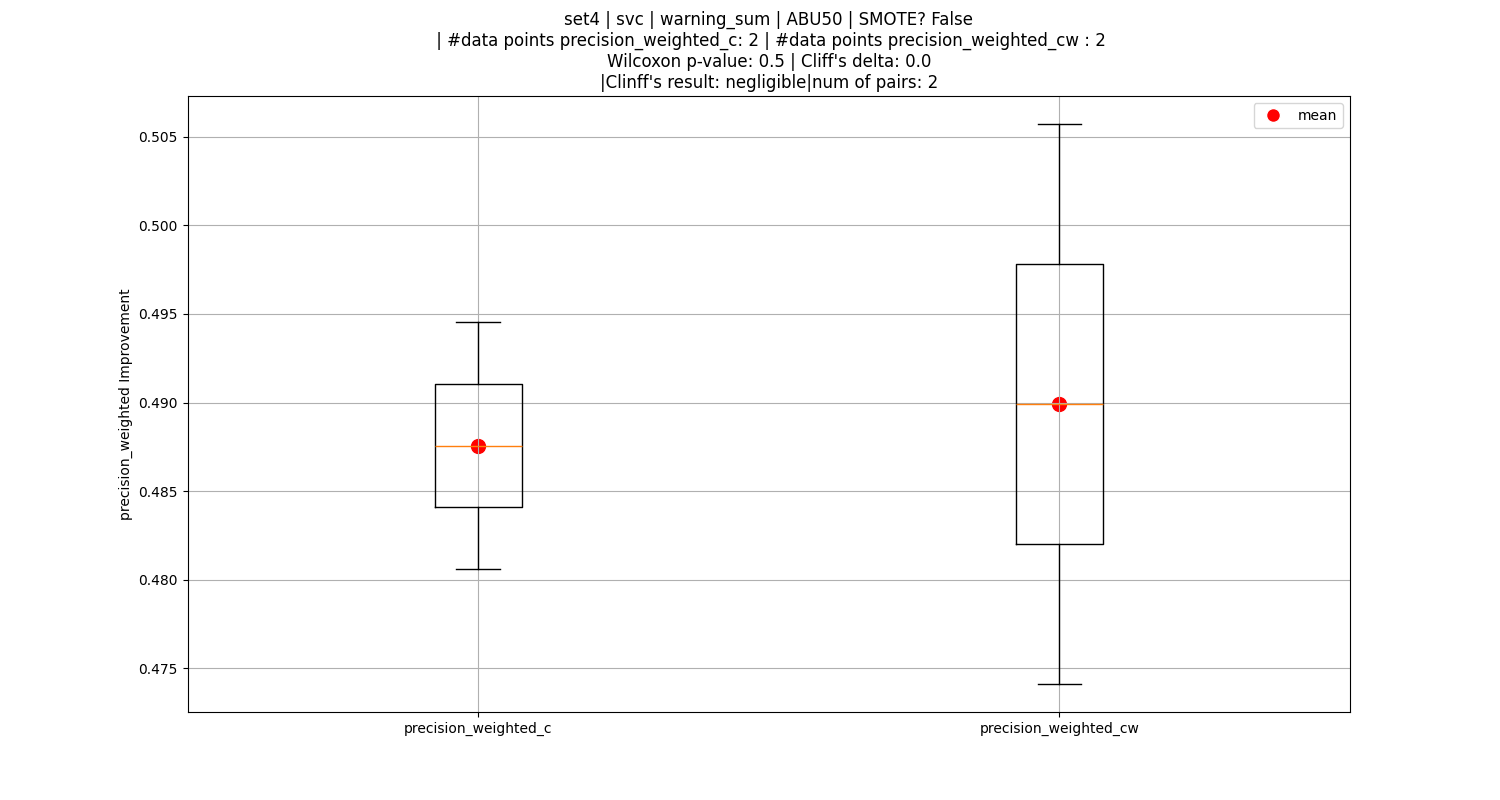 set4 | svc | warning_sum | ABU50 | SMOTE? False
| #data points precision_weighted_c: 2 | #data points precision_weighted_cw : 2
Wilcoxon p-value: 0.5 | Cliff's delta: 0.0
|Clinff's result: negligible|num of pairs: 2
mean
0.505
0.500
0.495
0.490
0.485
0.480
0.475
precision_weighted Improvement
precision_weighted_c
precision_weighted_cw